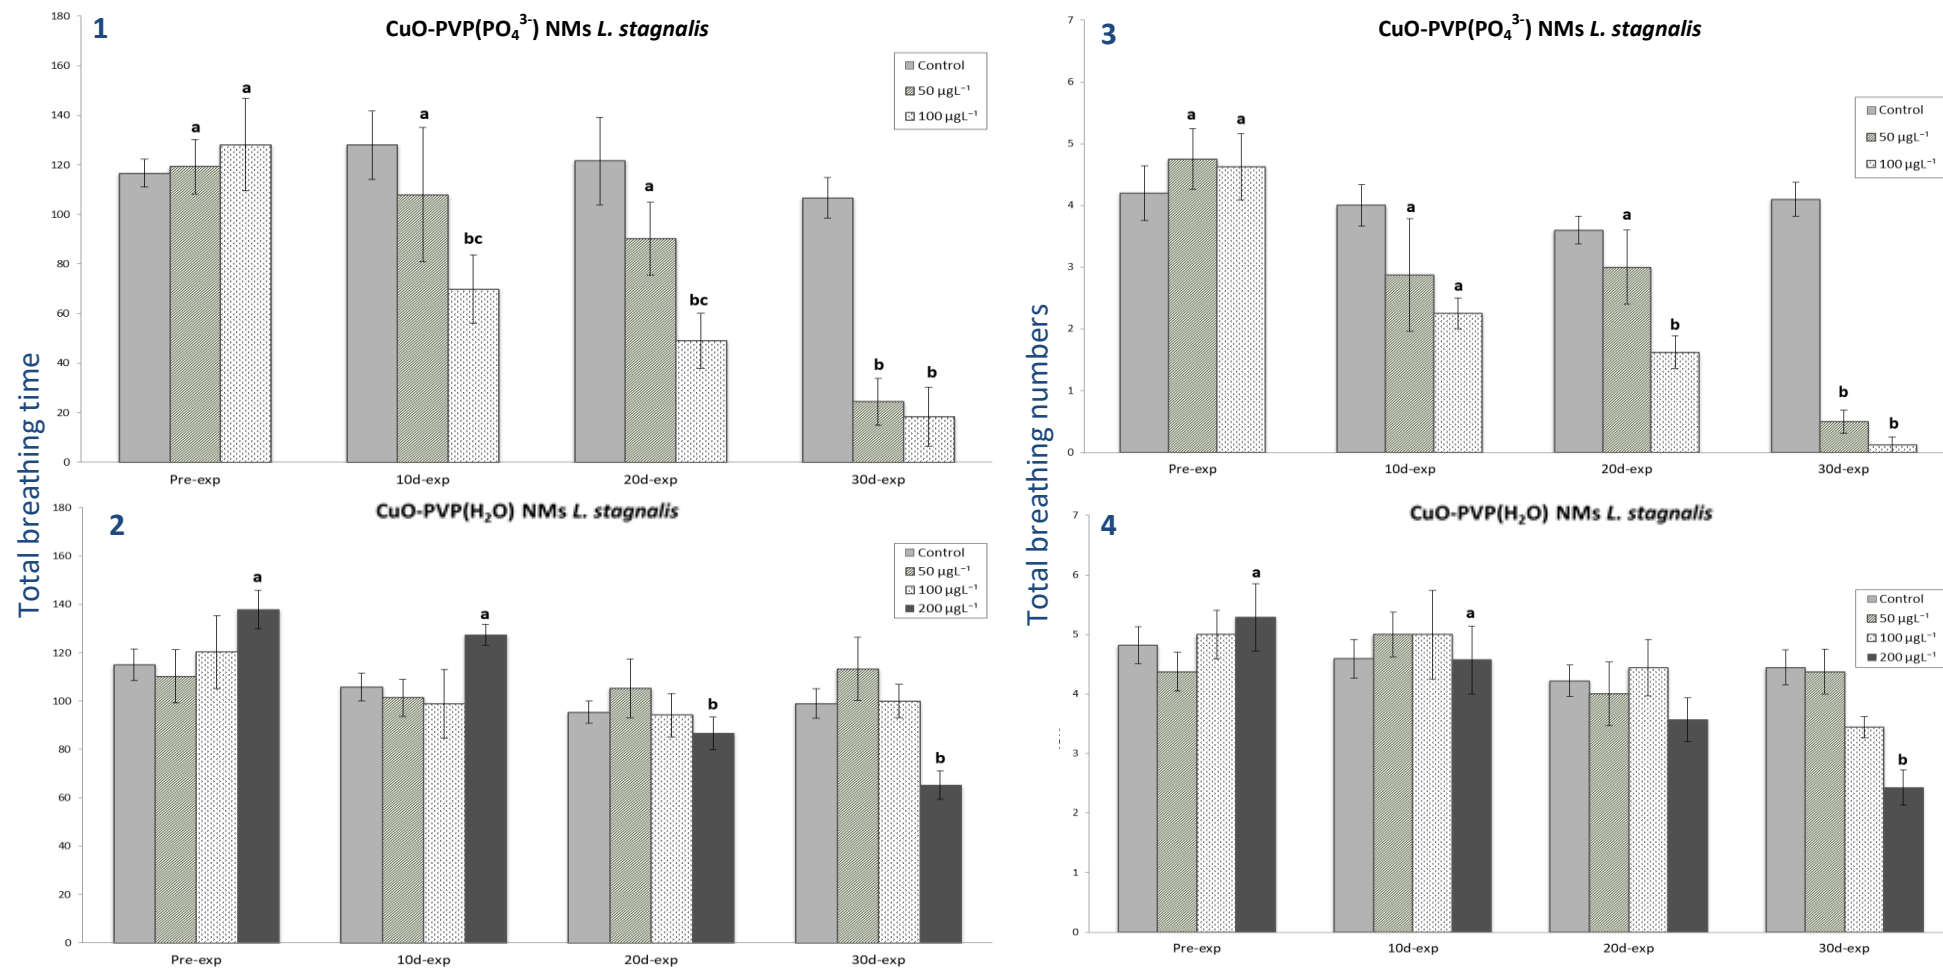 1
CuO-PVP(PO₄³⁻) NMs L. stagnalis
Control
50 µgL⁻¹
100 µgL⁻¹
180
160
140
120
100
80
60
40
20
0
a
a
a
bc
a
bc
b
b
Pre-exp 10d-exp 20d-exp 30d-exp
Total breathing time
2
CuO-PVP(H₂O) NMs L. stagnalis
Control
50 µgL⁻¹
100 µgL⁻¹
200 µgL⁻¹
180
160
140
120
100
80
60
40
20
0
a
a
b
b
Pre-exp 10d-exp 20d-exp 30d-exp
3
CuO-PVP(PO₄³⁻) NMs L. stagnalis
Control
50 µgL⁻¹
100 µgL⁻¹
7
6
5
4
3
2
1
0
a
a
a
a
a
b
b
b
Pre-exp 10d-exp 20d-exp 30d-exp
Total breathing numbers
4
CuO-PVP(H₂O) NMs L. stagnalis
Control
50 µgL⁻¹
100 µgL⁻¹
200 µgL⁻¹
7
6
5
4
3
2
1
0
a
a
b
Pre-exp 10d-exp 20d-exp 30d-exp